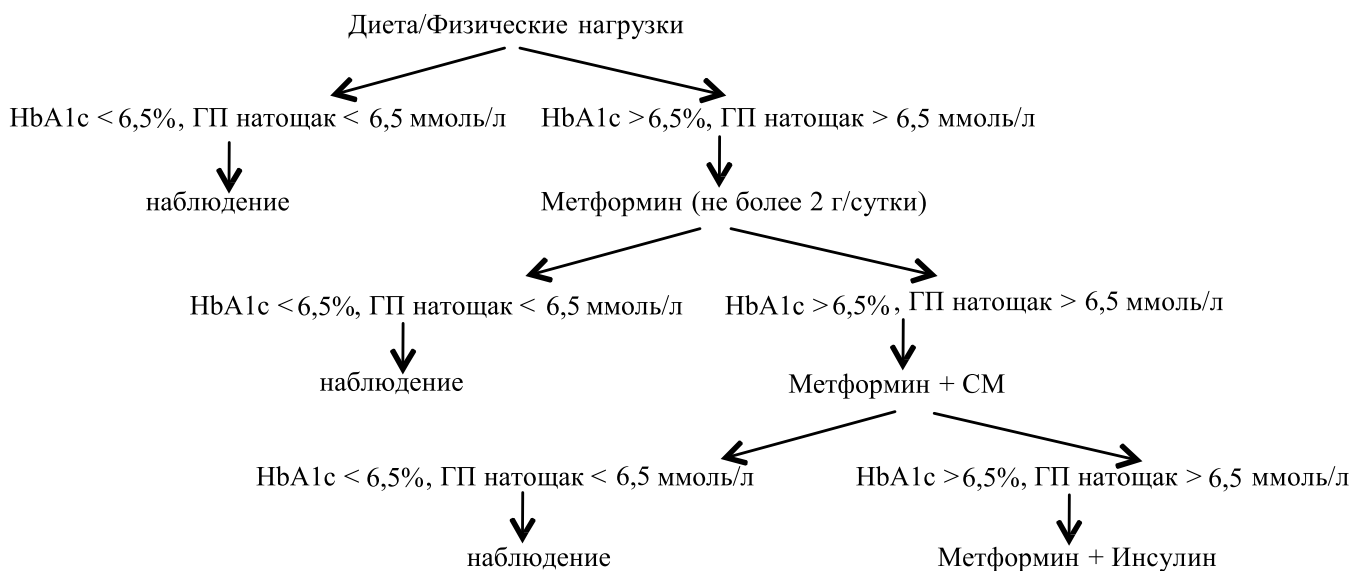 Диета/Физические нагрузки
HbA1c < 6,5%, ГП натощак < 6,5 ммоль/л
HbA1c > 6,5%, ГП натощак > 6,5 ммоль/л
наблюдение
Метформин (не более 2 г/сутки)
HbA1c < 6,5%, ГП натощак < 6,5 ммоль/л
HbA1c > 6,5%, ГП натощак > 6,5 ммоль/л
наблюдение
Метформин + СМ
HbA1c < 6,5%, ГП натощак < 6,5 ммоль/л
HbA1c > 6,5%, ГП натощак > 6,5 ммоль/л
наблюдение
Метформин + Инсулин